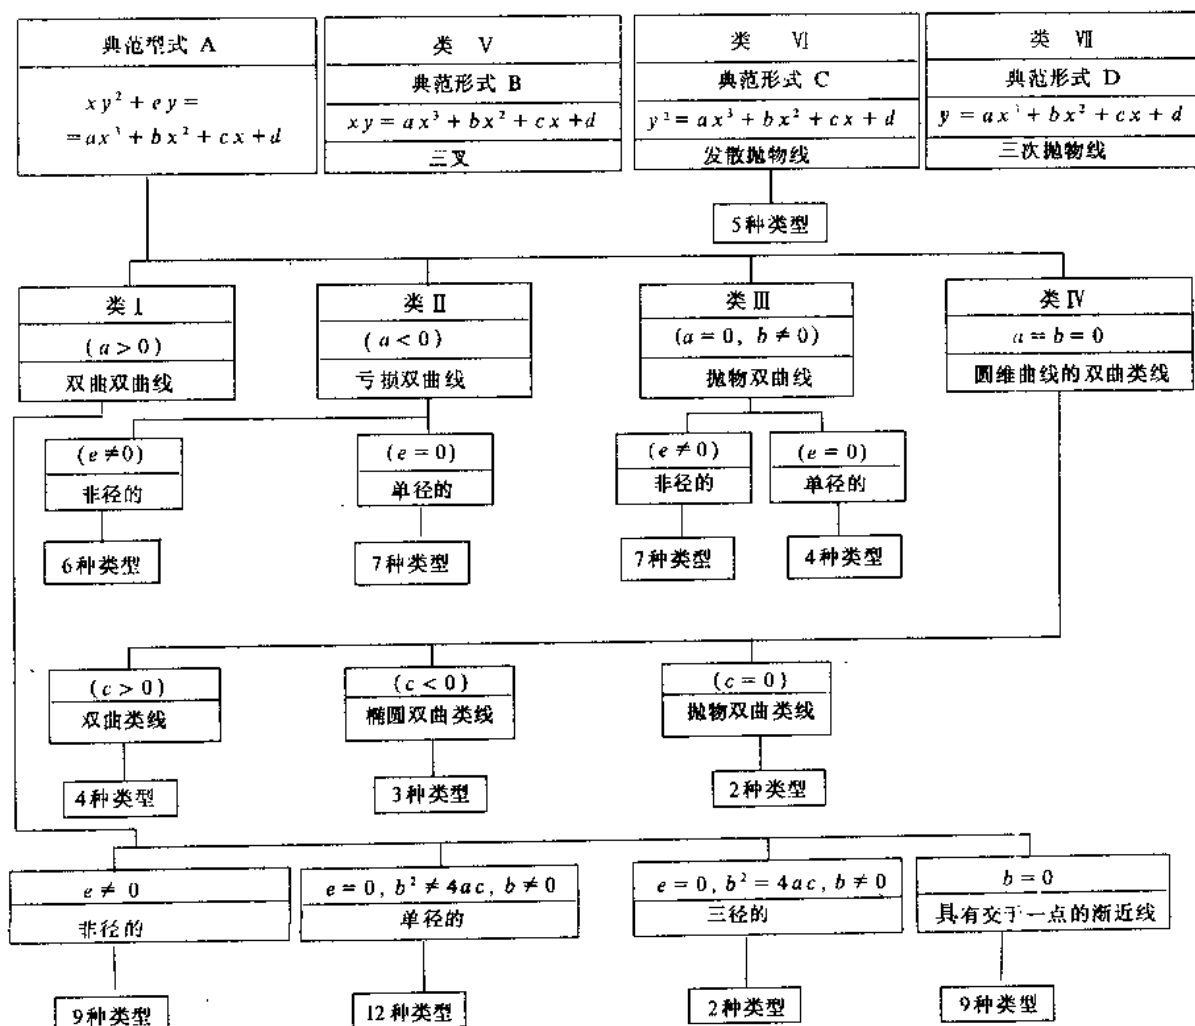 典范型式 A
xy² + ey =
= ax³ + bx² + cx + d
类 Ⅴ
典范形式 B
xy = ax³ + bx² + cx + d
三叉
类 Ⅵ
典范形式 C
y² = ax³ + bx² + cx + d
发散抛物线
类 Ⅶ
典范形式 D
y = ax³ + bx² + cx + d
三次抛物线
5种类型
类 Ⅰ
(a > 0)
双曲双曲线
类 Ⅱ
(a < 0)
亏损双曲线
类 Ⅲ
(a = 0, b ≠ 0)
抛物双曲线
类 Ⅳ
a = b = 0
圆维曲线的双曲类线
(e ≠ 0)
非径的
(e = 0)
单径的
(e ≠ 0)
非径的
(e = 0)
单径的
6种类型
7种类型
7种类型
4种类型
(c > 0)
双曲类线
(c < 0)
椭圆双曲类线
(c = 0)
抛物双曲类线
4种类型
3种类型
2种类型
e ≠ 0
非径的
e = 0, b² ≠ 4ac, b ≠ 0
单径的
e = 0, b² = 4ac, b ≠ 0
三径的
b = 0
具有交于一点的渐近线
9种类型
12种类型
2种类型
9种类型